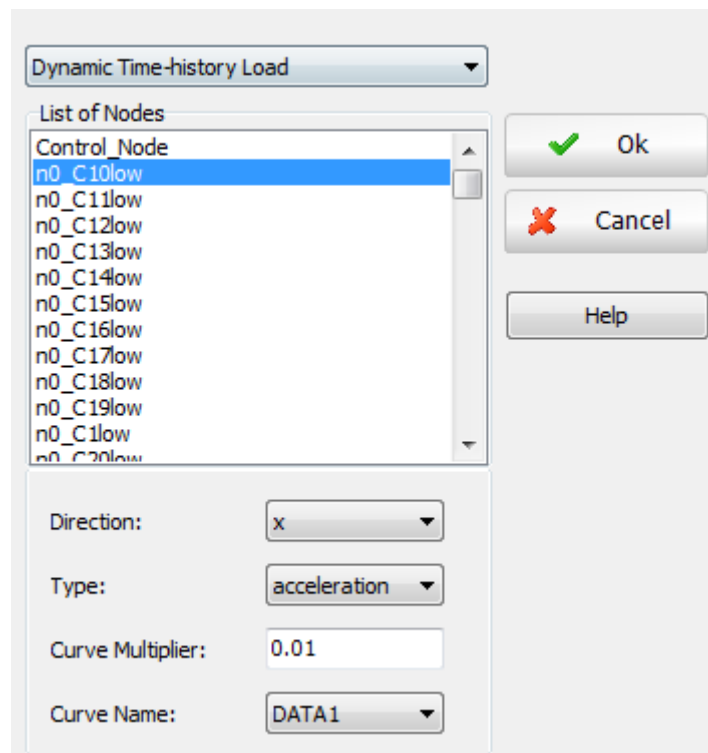 Dynamic Time-history Load
List of Nodes
Control_Node
n0_C10low
n0_C11low
n0_C12low
n0_C13low
n0_C14low
n0_C15low
n0_C16low
n0_C17low
n0_C18low
n0_C19low
n0_C1low
n0_C20low
Ok
Cancel
Help
Direction: x
Type: acceleration
Curve Multiplier: 0.01
Curve Name: DATA1